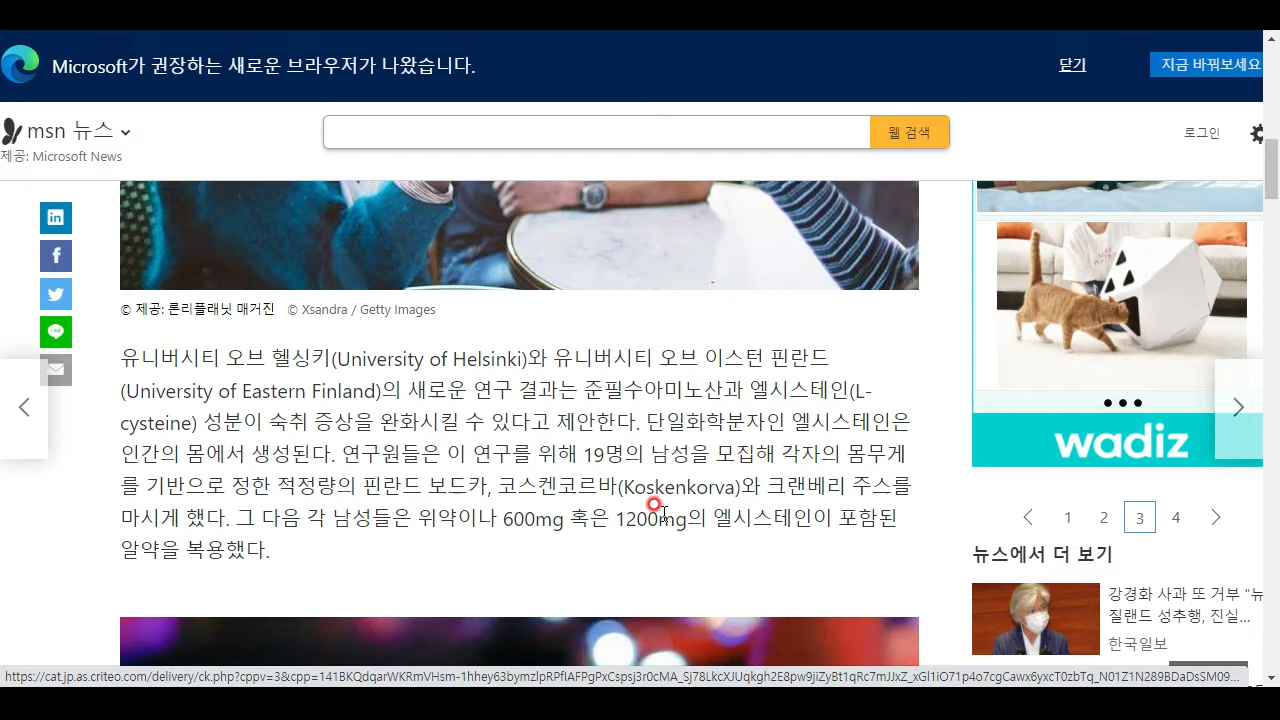 Microsoft가 권장하는 새로운 브라우저가 나왔습니다.
닫기
지금 바꿔보세요
msn 뉴스
제공: Microsoft News
웹 검색
로그인
© 제공: 론리플래닛 매거진 © Xsandra / Getty Images
유니버시티 오브 헬싱키(University of Helsinki)와 유니버시티 오브 이스턴 핀란드
(University of Eastern Finland)의 새로운 연구 결과는 준필수아미노산과 엘시스테인(L-
cysteine) 성분이 숙취 증상을 완화시킬 수 있다고 제안한다. 단일화학분자인 엘시스테인은
인간의 몸에서 생성된다. 연구원들은 이 연구를 위해 19명의 남성을 모집해 각자의 몸무게
를 기반으로 정한 적정량의 핀란드 보드카, 코스켄코르바(Koskenkorva)와 크랜베리 주스를
마시게 했다. 그 다음 각 남성들은 위약이나 600mg 혹은 1200mg의 엘시스테인이 포함된
알약을 복용했다.
wadiz
1 2 3 4
뉴스에서 더 보기
강경화 사과 또 거부 "뉴
질랜드 성추행, 진실...
한국일보